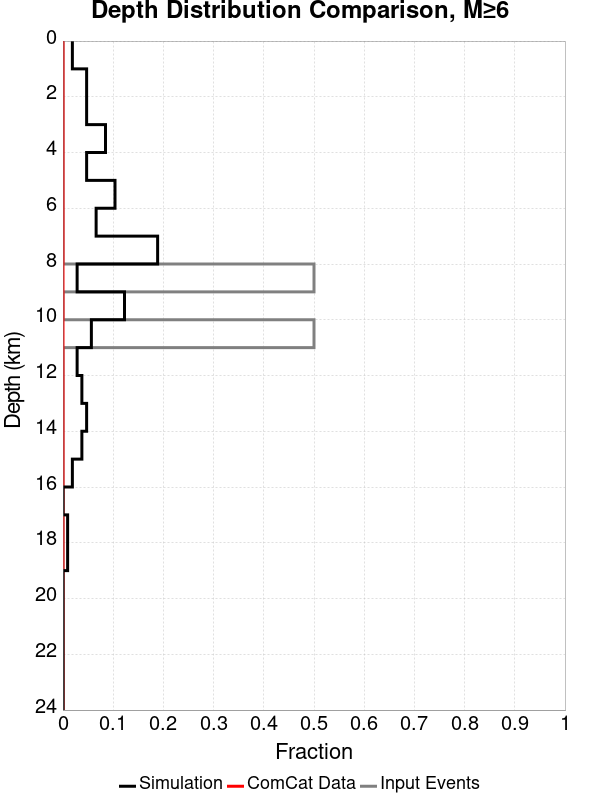 Depth Distribution Comparison, M≥6
0
2
4
6
8
10
12
14
16
18
20
22
24
Depth (km)
0 0.1 0.2 0.3 0.4 0.5 0.6 0.7 0.8 0.9 1
Fraction
Simulation ComCat Data Input Events